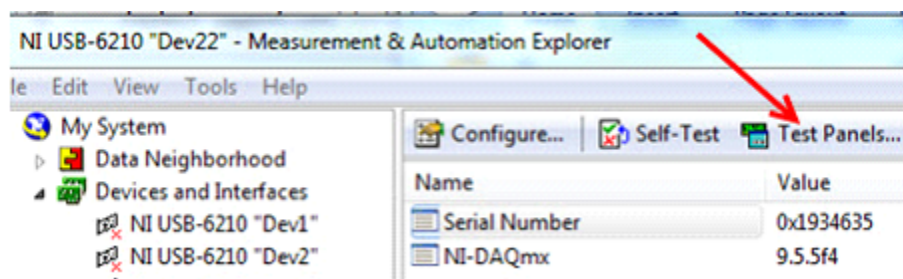 NI USB-6210 "Dev22" - Measurement & Automation Explorer
le Edit View Tools Help
My System
Data Neighborhood
Devices and Interfaces
NI USB-6210 "Dev1"
NI USB-6210 "Dev2"
Configure... Self-Test Test Panels...
Name Value
Serial Number 0x1934635
NI-DAQmx 9.5.5f4